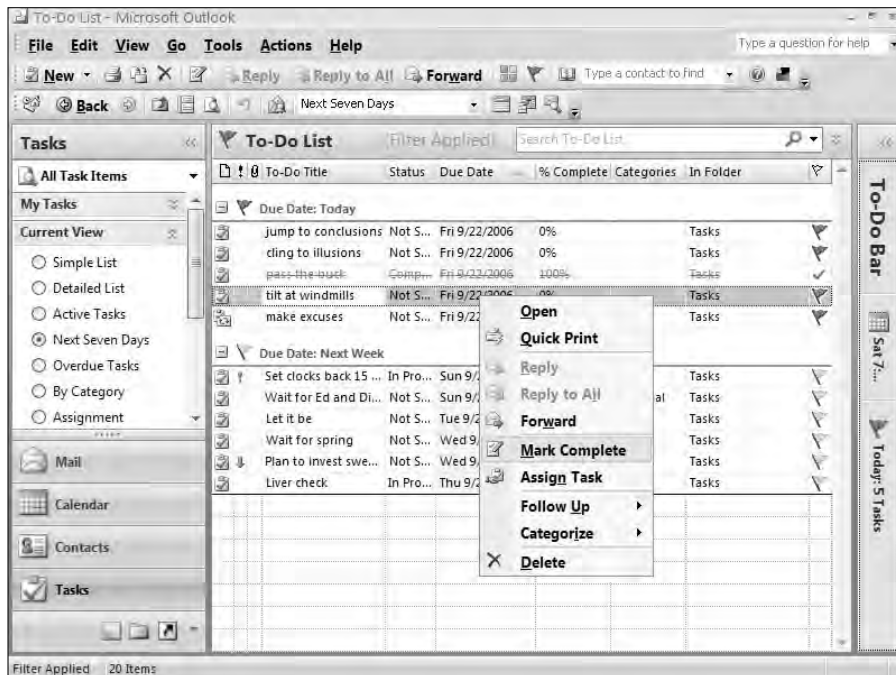 To-Do List - Microsoft Outlook
File Edit View Go Tools Actions Help
Type a question for help
New Reply Reply to All Forward Type a contact to find
Back Next Seven Days
Tasks
To-Do List (Filter Applied) Search To-Do List
All Task Items
! To-Do Title Status Due Date % Complete Categories In Folder
My Tasks
Current View
Simple List
Detailed List
Active Tasks
Next Seven Days
Overdue Tasks
By Category
Assignment
Mail
Calendar
Contacts
Tasks
Due Date: Today
jump to conclusions Not S... Fri 9/22/2006 0% Tasks
cling to illusions Not S... Fri 9/22/2006 0% Tasks
pass the buck Comp... Fri 9/22/2006 100% Tasks
tilt at windmills Not S... Fri 9/22/2006 0% Tasks
make excuses Not S... Fri 9/22 Tasks
Due Date: Next Week
Set clocks back 15 ... In Pro... Sun 9/2 Tasks
Wait for Ed and Di... Not S... Sun 9/ al Tasks
Let it be Not S... Tue 9/2 Tasks
Wait for spring Not S... Wed 9/ Tasks
Plan to invest swe... Not S... Wed 9/ Tasks
Liver check In Pro... Thu 9/2 Tasks
Open
Quick Print
Reply
Reply to All
Forward
Mark Complete
Assign Task
Follow Up
Categorize
Delete
To-Do Bar
Sat 7:...
Today: 5 Tasks
Filter Applied 20 Items